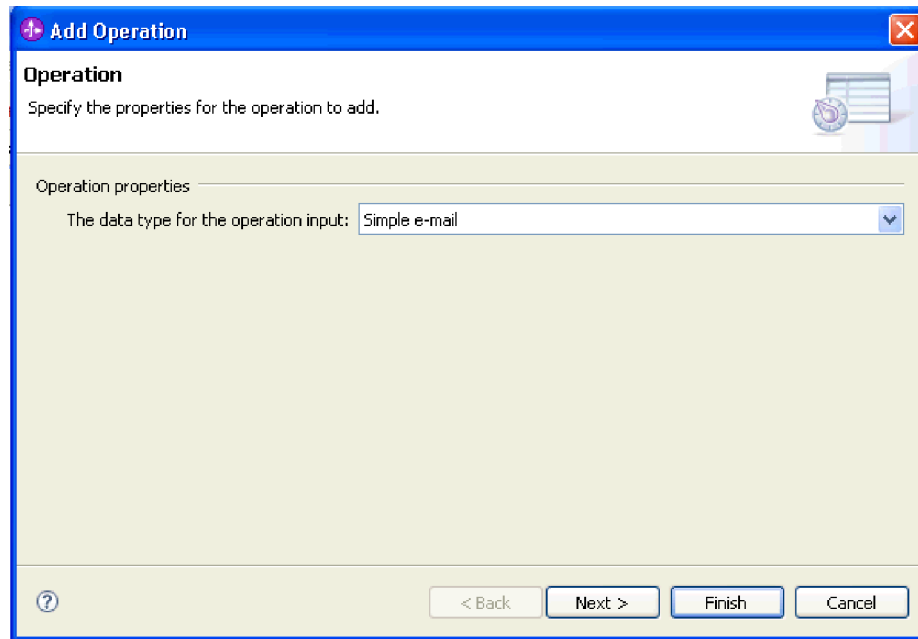 Add Operation
Operation
Specify the properties for the operation to add.
Operation properties
The data type for the operation input: Simple e-mail
?
< Back Next > Finish Cancel